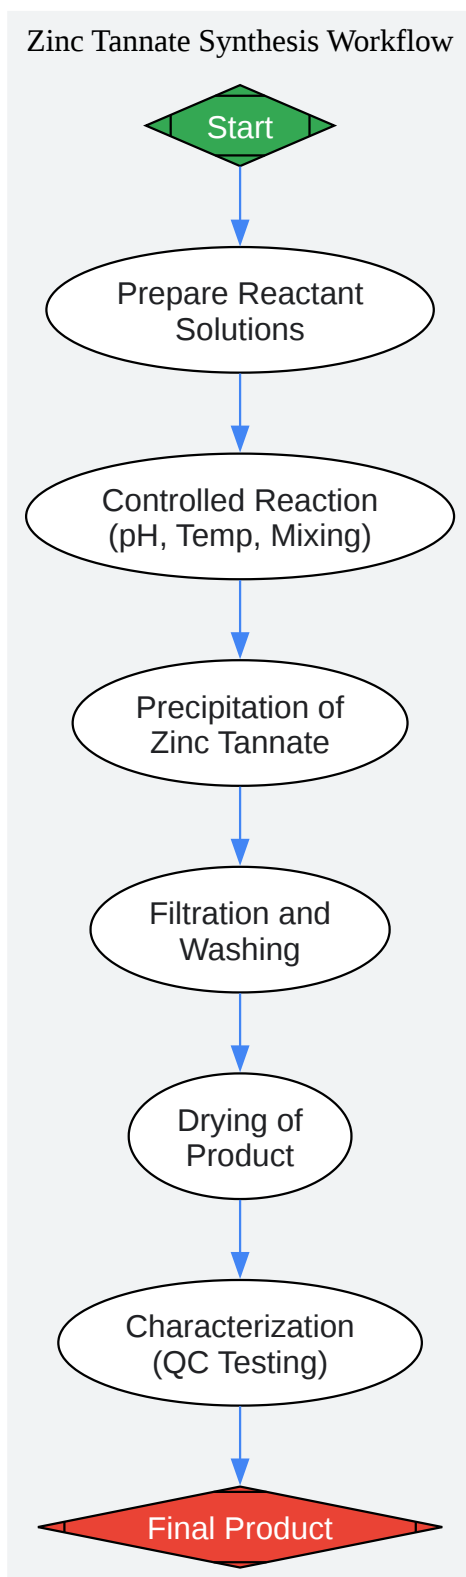 Zinc Tannate Synthesis Workflow
Start
Prepare Reactant
Solutions
Controlled Reaction
(pH, Temp, Mixing)
Precipitation of
Zinc Tannate
Filtration and
Washing
Drying of
Product
Characterization
(QC Testing)
Final Product